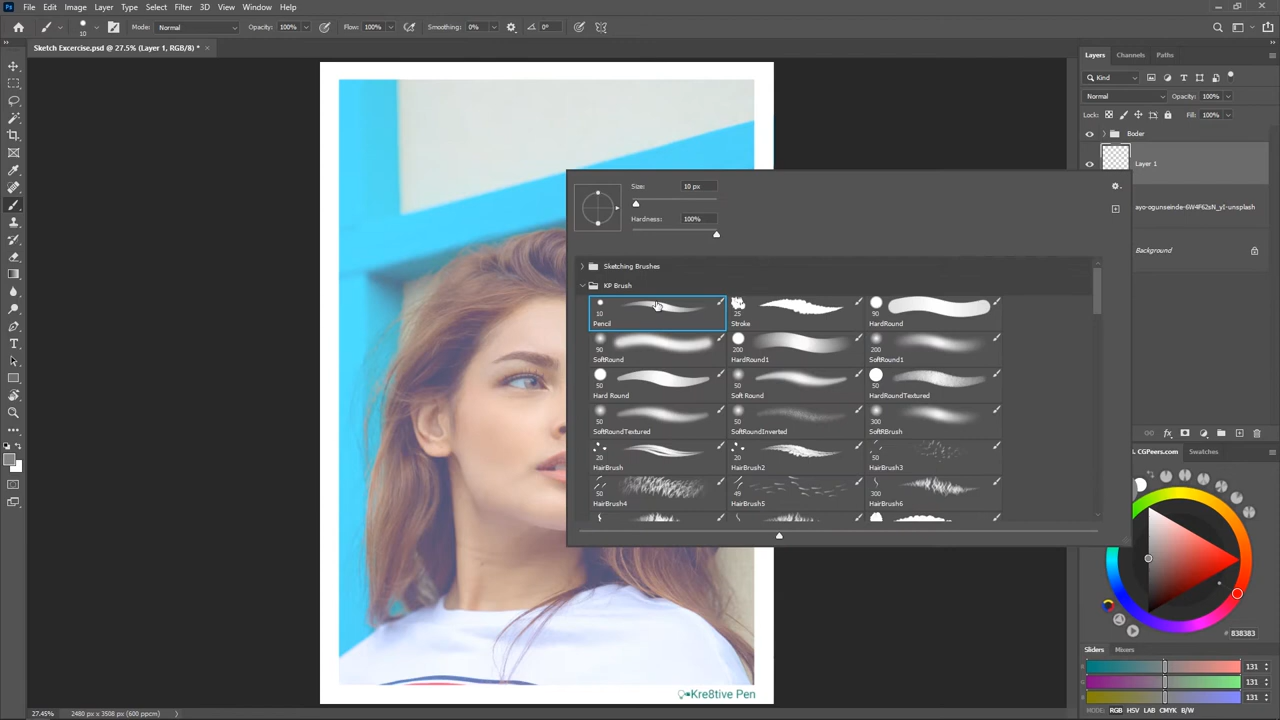 File Edit Image Layer Type Select Filter 3D View Window Help
10 Mode: Normal Opacity: 100% Flow: 100% Smoothing: 0% 0°
Sketch Excercise.psd @ 27.5% (Layer 1, RGB/8) *
Layers Channels Paths
Kind
Normal Opacity: 100%
Lock: Fill: 100%
Boder
Layer 1
ayo-ogunseinde-6W4F62sN_yI-unsplash
Background
Size: 10 px
Hardness: 100%
Sketching Brushes
KP Brush
10 25 90
Pencil Stroke HardRound
90 200 200
SoftRound HardRound1 SoftRound1
50 50 50
Hard Round Soft Round HardRoundTextured
50 50 300
SoftRoundTextured SoftRoundInverted SoftRBrush
20 20 50
HairBrush HairBrush2 HairBrush3
50 49 300
HairBrush4 HairBrush5 HairBrush6
CGPeers.com Swatches
# 838383
Sliders Mixers
131
131
131
MODE: RGB HSV LAB CMYK B/W
Kre8tive Pen
27.45% 2480 px x 3508 px (600 ppcm)